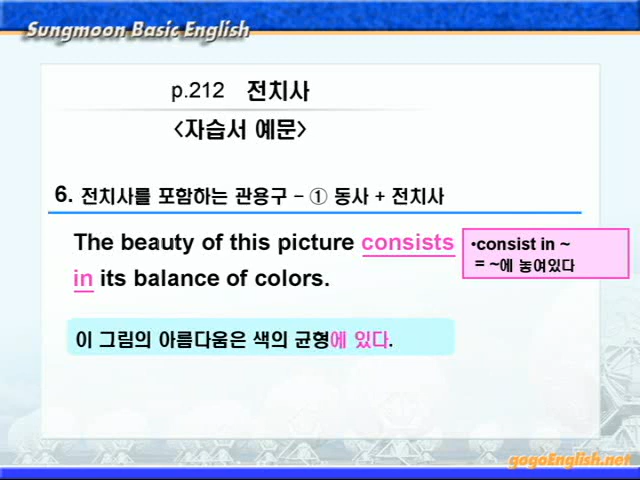 Sungmoon Basic English
p.212 전치사
<자습서 예문>
6. 전치사를 포함하는 관용구 - ① 동사 + 전치사
The beauty of this picture consists
in its balance of colors.
•consist in ~
= ~에 놓여있다
이 그림의 아름다움은 색의 균형에 있다.
gogoEnglish.net